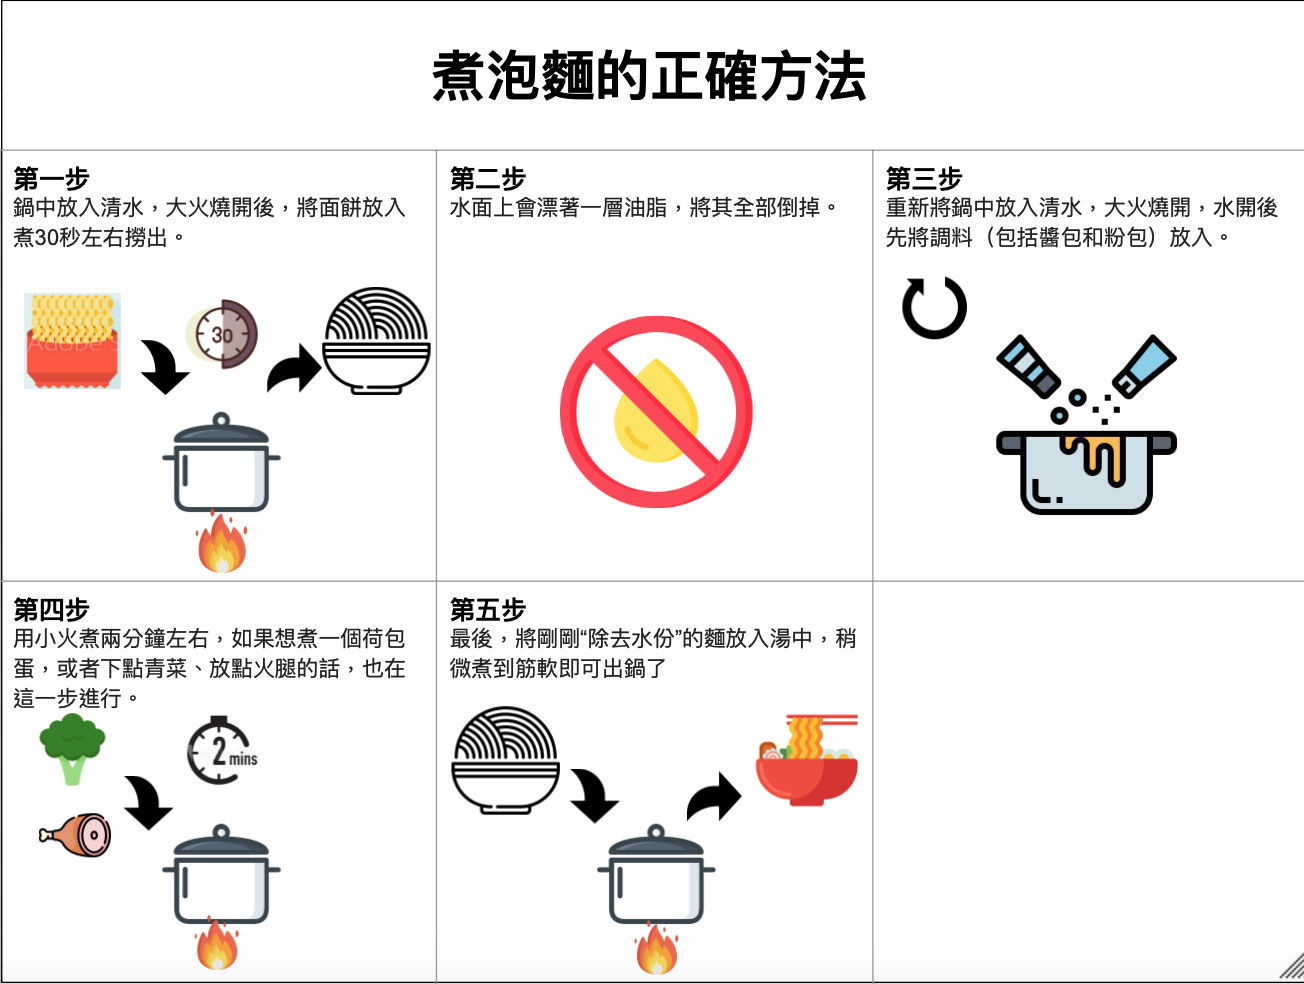 煮泡麵的正確方法
第一步
鍋中放入清水，大火燒開後，將面餅放入
煮30秒左右撈出。
30
Adobe S
第二步
水面上會漂著一層油脂，將其全部倒掉。
第三步
重新將鍋中放入清水，大火燒開，水開後
先將調料（包括醬包和粉包）放入。
第四步
用小火煮兩分鐘左右，如果想煮一個荷包
蛋，或者下點青菜、放點火腿的話，也在
這一步進行。
2 mins
第五步
最後，將剛剛“除去水份”的麵放入湯中，稍
微煮到筋軟即可出鍋了